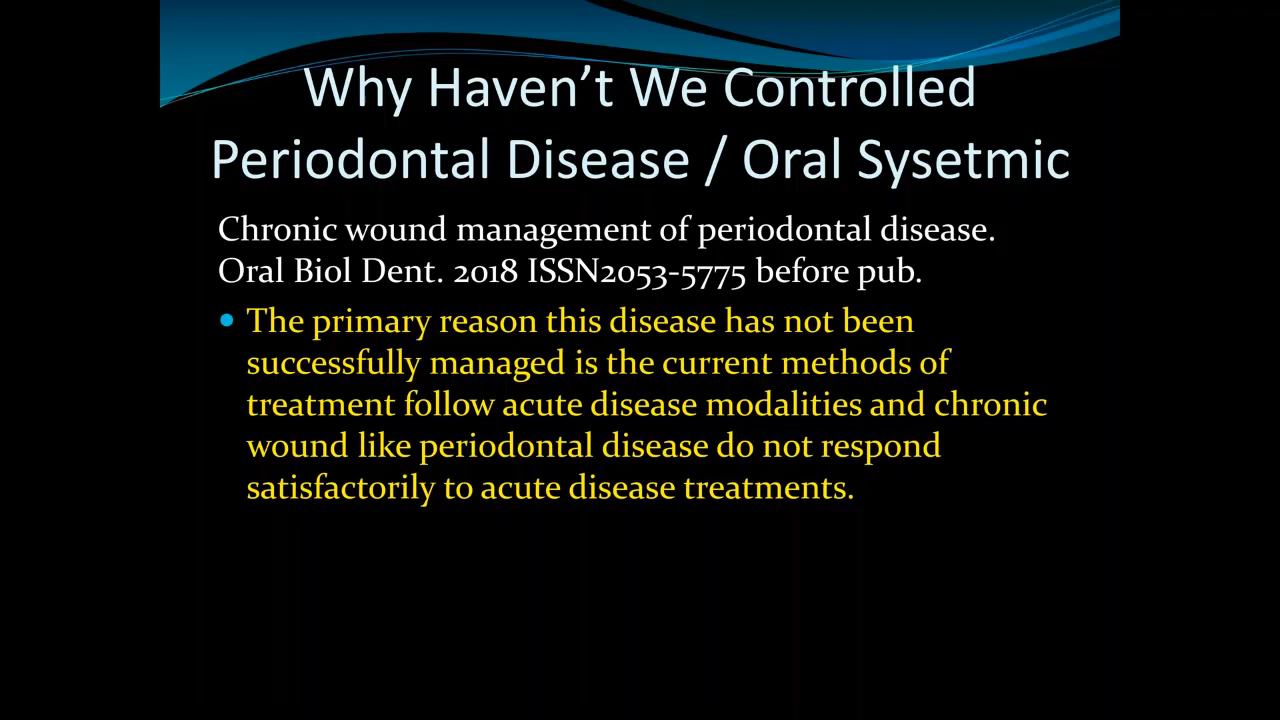 Why Haven’t We Controlled
Periodontal Disease / Oral Sysetmic
Chronic wound management of periodontal disease.
Oral Biol Dent. 2018 ISSN2053-5775 before pub.
• The primary reason this disease has not been
successfully managed is the current methods of
treatment follow acute disease modalities and chronic
wound like periodontal disease do not respond
satisfactorily to acute disease treatments.